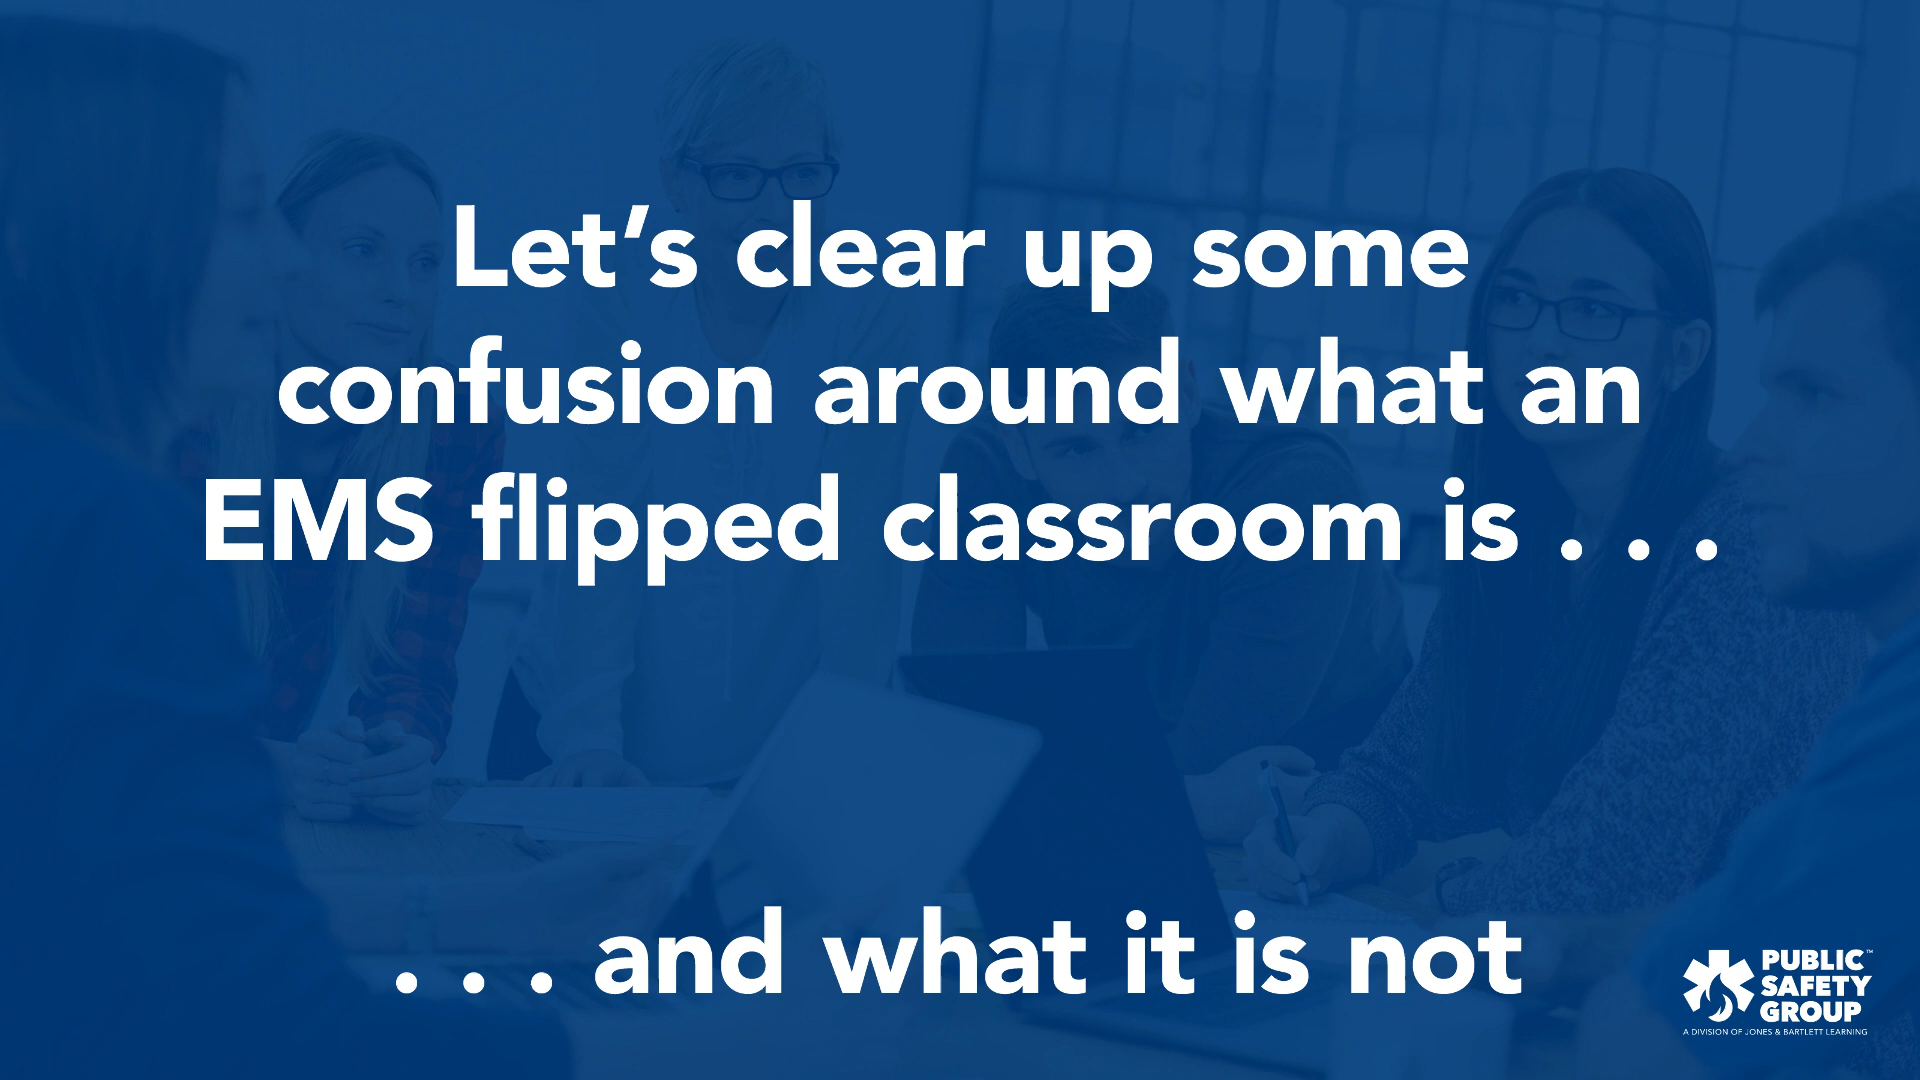 Let’s clear up some
confusion around what an
EMS flipped classroom is . . .
. . . and what it is not
PUBLIC™
SAFETY
GROUP
A DIVISION OF JONES & BARTLETT LEARNING